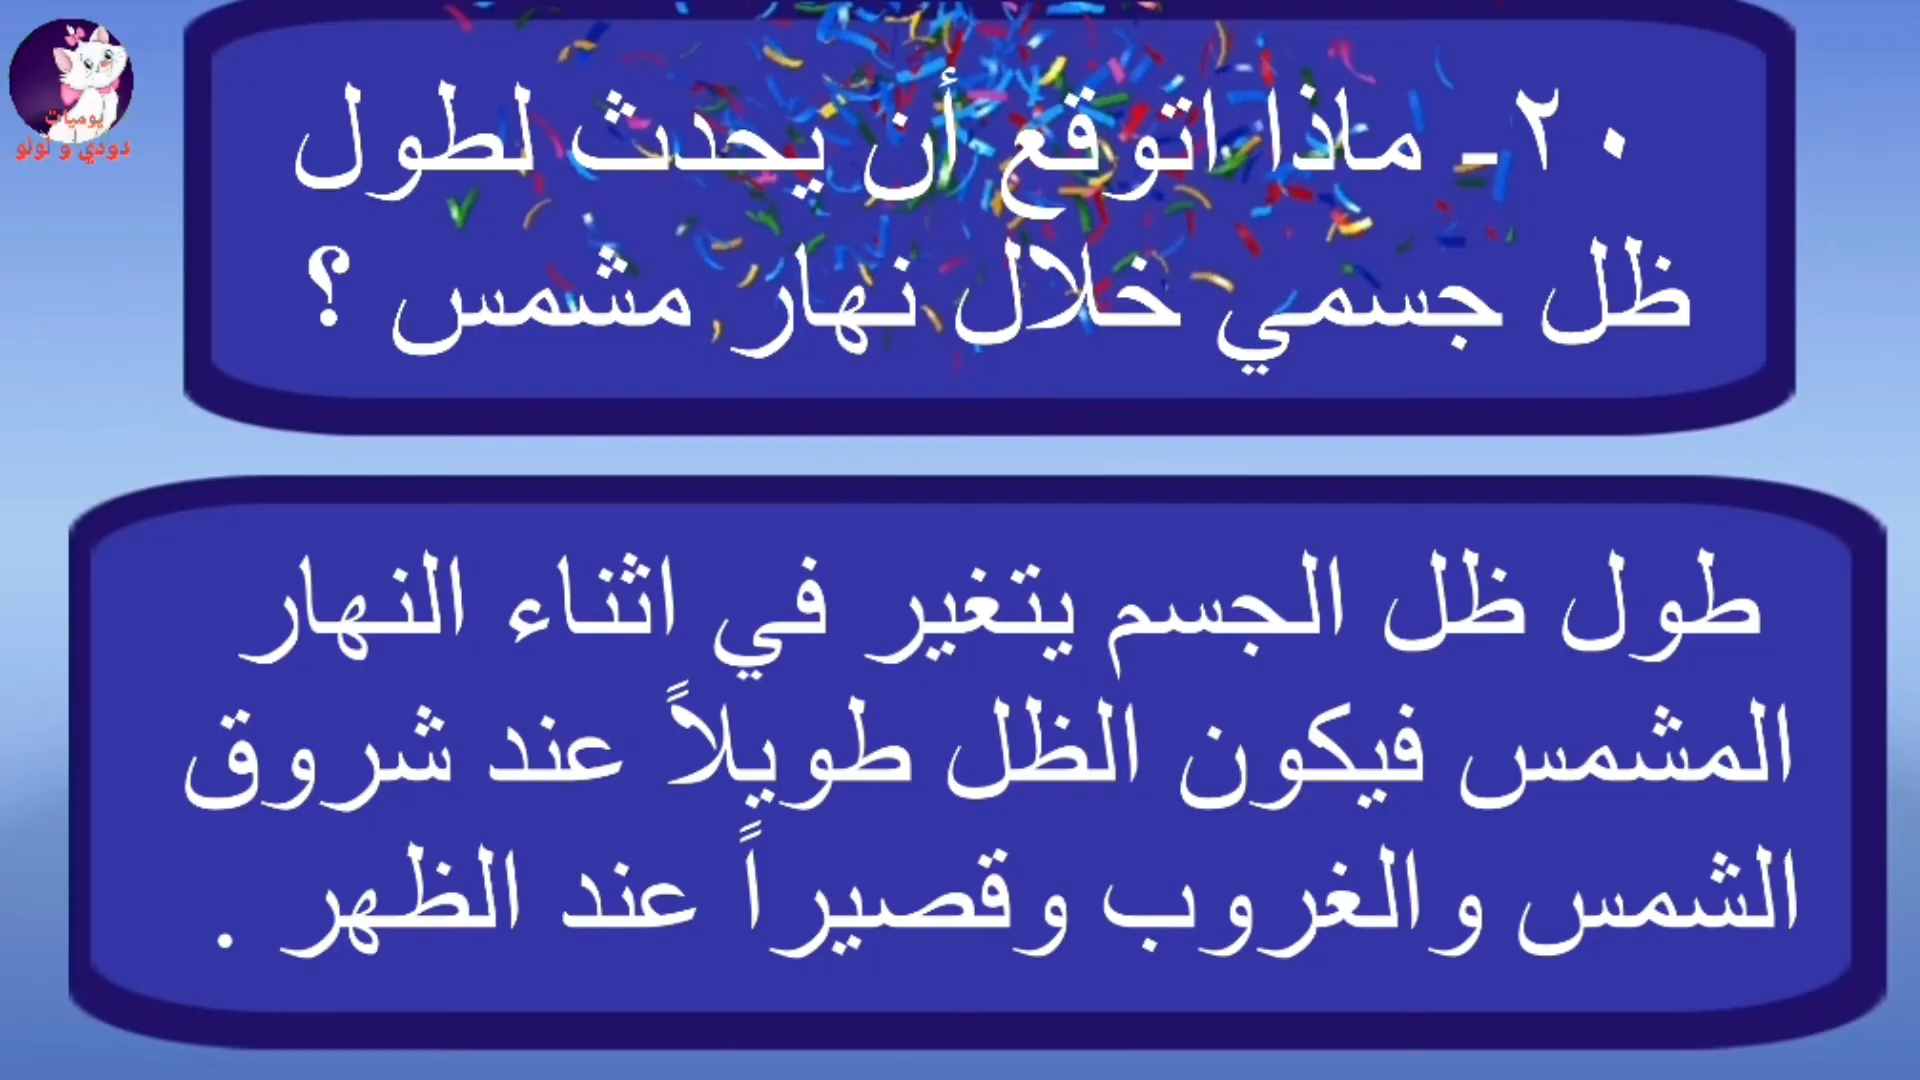 يوميات
دودي و لولو
٢٠- ماذا اتوقع أن يحدث لطول
ظل جسمي خلال نهار مشمس ؟
طول ظل الجسم يتغير في اثناء النهار
المشمس فيكون الظل طويلاً عند شروق
الشمس والغروب وقصيراً عند الظهر .